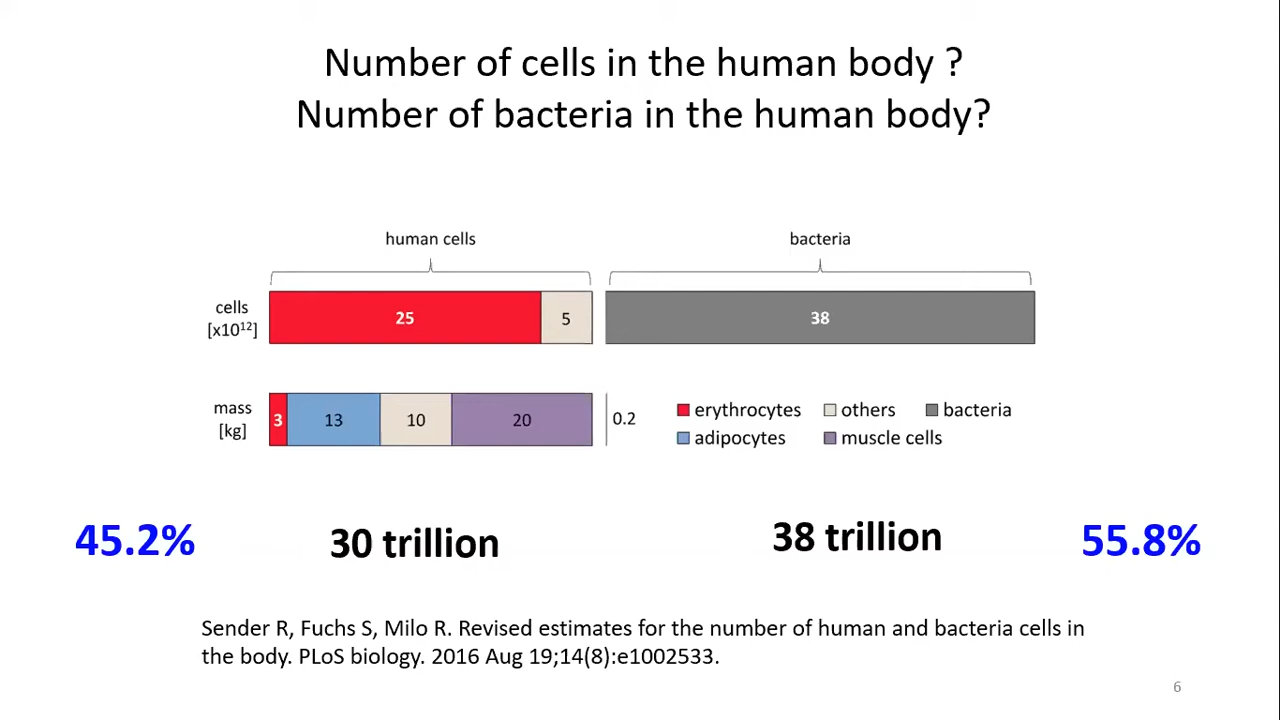 Number of cells in the human body ?
Number of bacteria in the human body?
human cells
bacteria
cells
[x10¹²]
25
5
38
mass
[kg]
3
13
10
20
0.2
erythrocytes
others
bacteria
adipocytes
muscle cells
45.2%
30 trillion
38 trillion
55.8%
Sender R, Fuchs S, Milo R. Revised estimates for the number of human and bacteria cells in
the body. PLoS biology. 2016 Aug 19;14(8):e1002533.
6